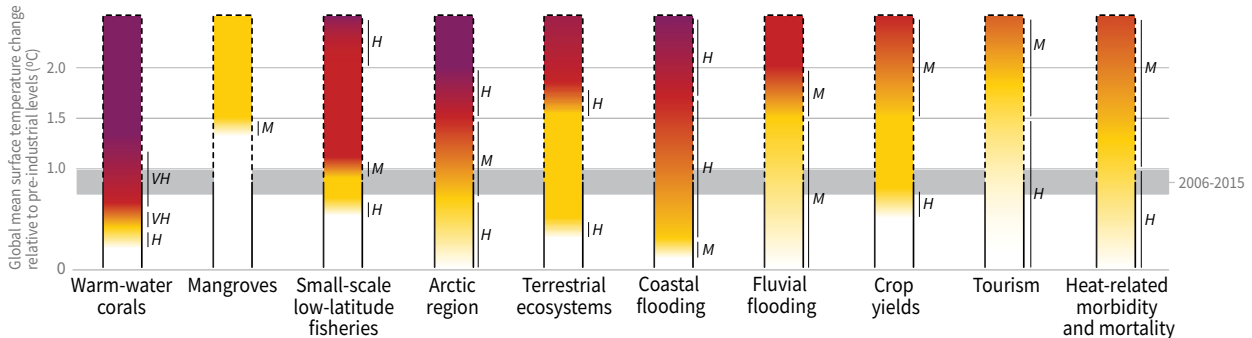 Global mean surface temperature change
relative to pre-industrial levels (ºC)
2.0
1.5
1.0
0
2006-2015
VH
VH
H
M
H
M
H
H
M
H
H
H
H
H
M
M
M
M
H
M
H
M
H
Warm-water
corals
Mangroves
Small-scale
low-latitude
fisheries
Arctic
region
Terrestrial
ecosystems
Coastal
flooding
Fluvial
flooding
Crop
yields
Tourism
Heat-related
morbidity
and mortality